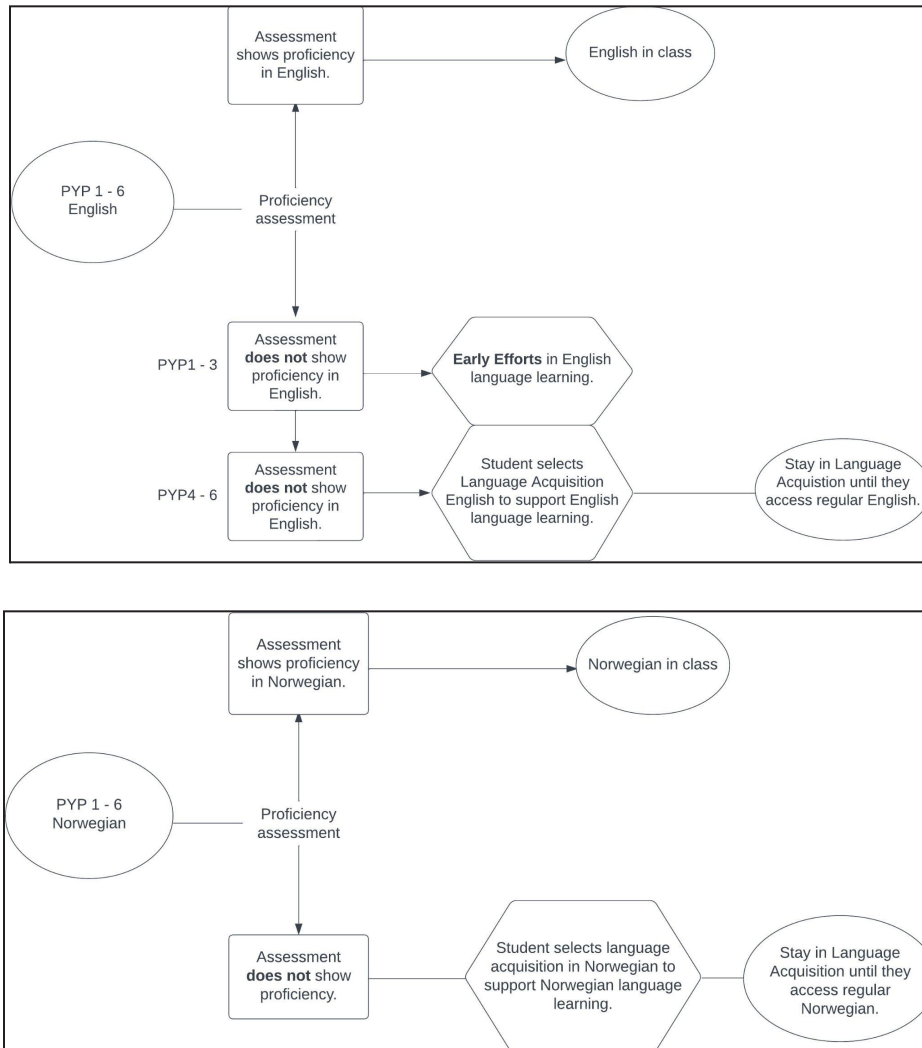 Assessment
shows proficiency
in English.
English in class
PYP 1 - 6
English
Proficiency
assessment
PYP1 - 3
Assessment
does not show
proficiency in
English.
Early Efforts in English
language learning.
PYP4 - 6
Assessment
does not show
proficiency in
English.
Student selects
Language Acquisition
English to support English
language learning.
Stay in Language
Acquistion until they
access regular English.
Assessment
shows proficiency
in Norwegian.
Norwegian in class
PYP 1 - 6
Norwegian
Proficiency
assessment
Assessment
does not show
proficiency.
Student selects language
acquisition in Norwegian to
support Norwegian language
learning.
Stay in Language
Acquisition until they
access regular
Norwegian.